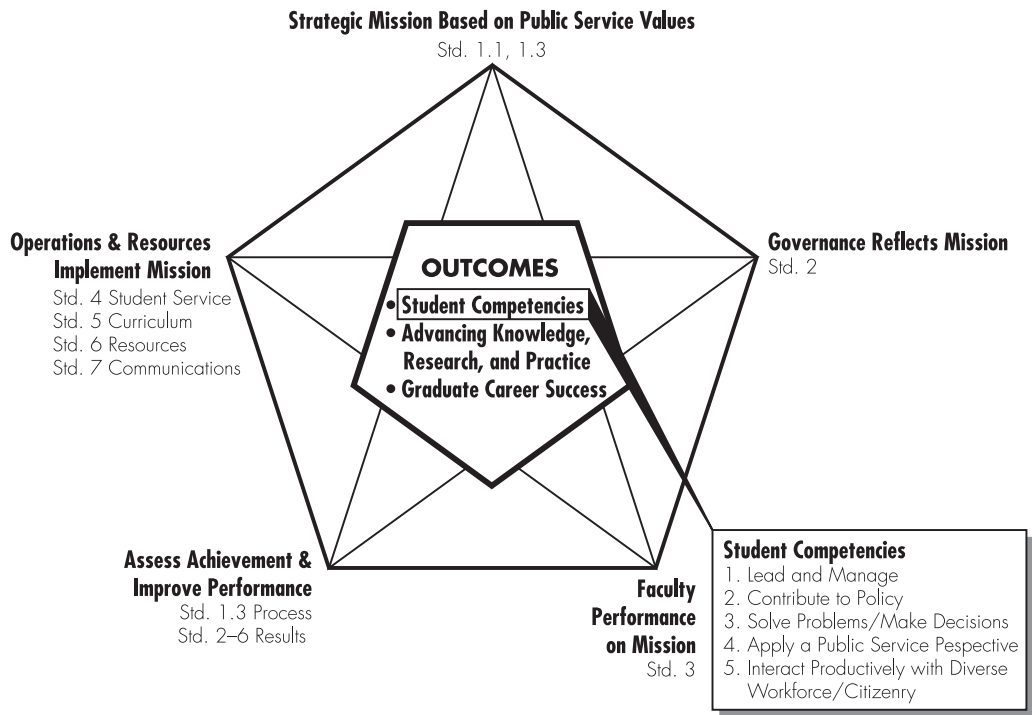 Strategic Mission Based on Public Service Values
Std. 1.1, 1.3
Operations & Resources
Implement Mission
Std. 4 Student Service
Std. 5 Curriculum
Std. 6 Resources
Std. 7 Communications
Governance Reflects Mission
Std. 2
OUTCOMES
• Student Competencies
• Advancing Knowledge,
Research, and Practice
• Graduate Career Success
Assess Achievement &
Improve Performance
Std. 1.3 Process
Std. 2–6 Results
Faculty
Performance
on Mission
Std. 3
Student Competencies
1. Lead and Manage
2. Contribute to Policy
3. Solve Problems/Make Decisions
4. Apply a Public Service Pespective
5. Interact Productively with Diverse
Workforce/Citizenry